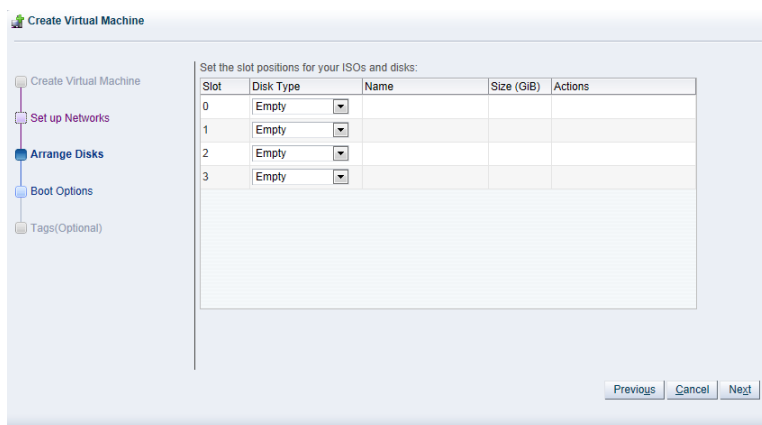 Create Virtual Machine
Set the slot positions for your ISOs and disks:
Create Virtual Machine
Set up Networks
Arrange Disks
Boot Options
Tags(Optional)
Slot Disk Type Name Size (GiB) Actions
0 Empty
1 Empty
2 Empty
3 Empty
Previous Cancel Next